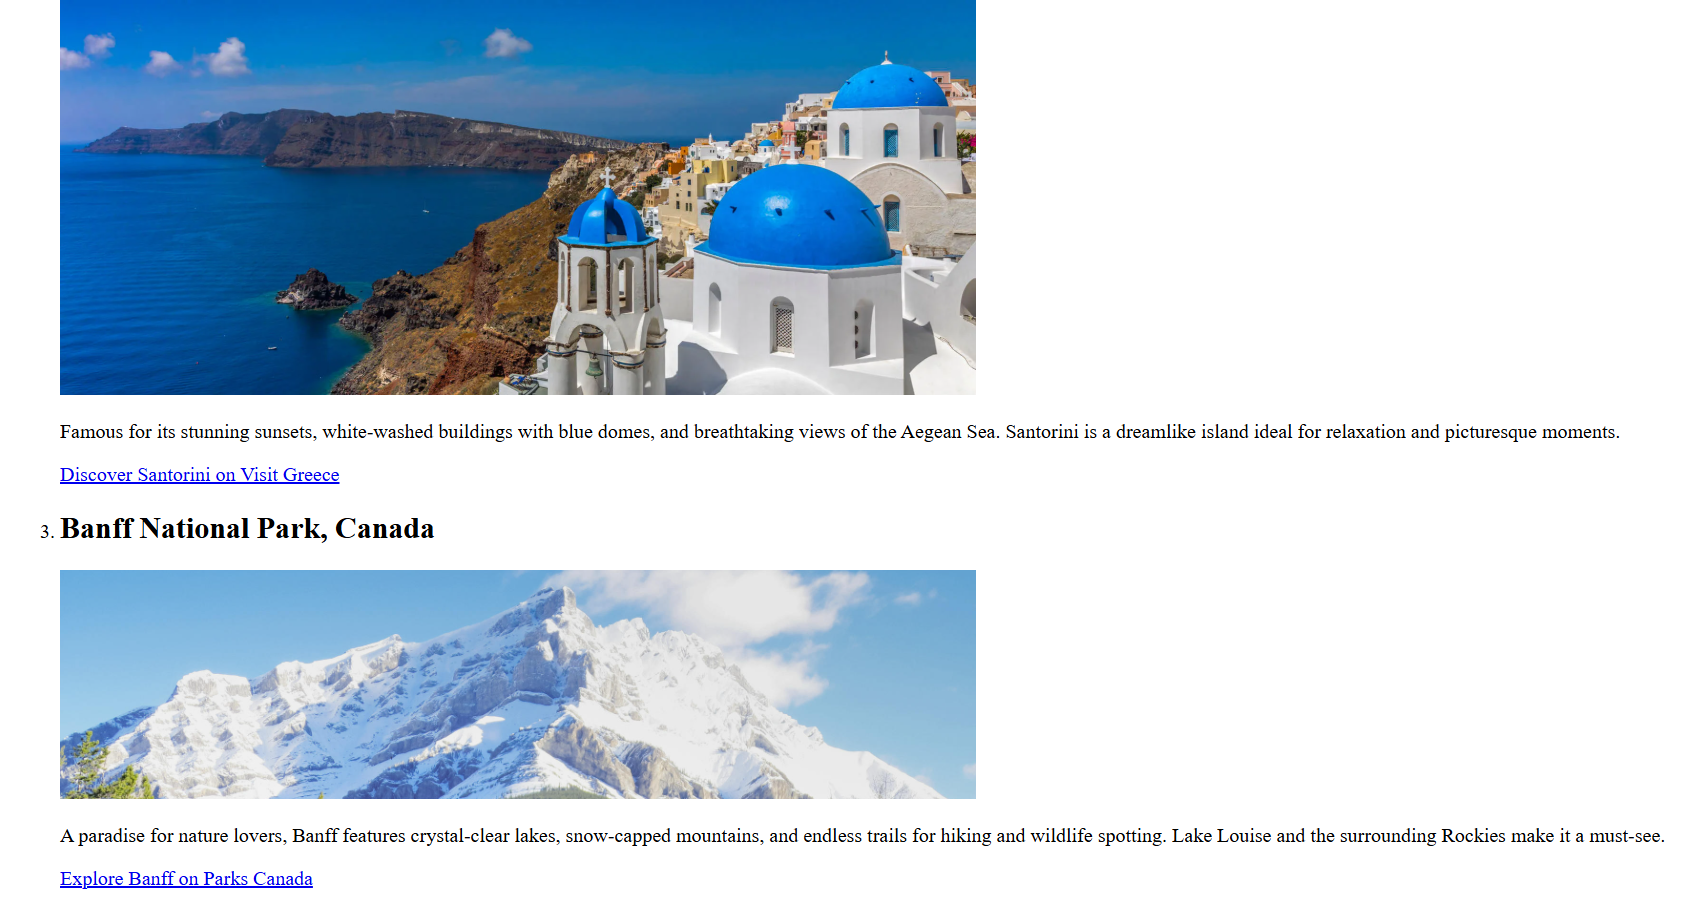 Famous for its stunning sunsets, white-washed buildings with blue domes, and breathtaking views of the Aegean Sea. Santorini is a dreamlike island ideal for relaxation and picturesque moments.
Discover Santorini on Visit Greece
3. Banff National Park, Canada
A paradise for nature lovers, Banff features crystal-clear lakes, snow-capped mountains, and endless trails for hiking and wildlife spotting. Lake Louise and the surrounding Rockies make it a must-see.
Explore Banff on Parks Canada